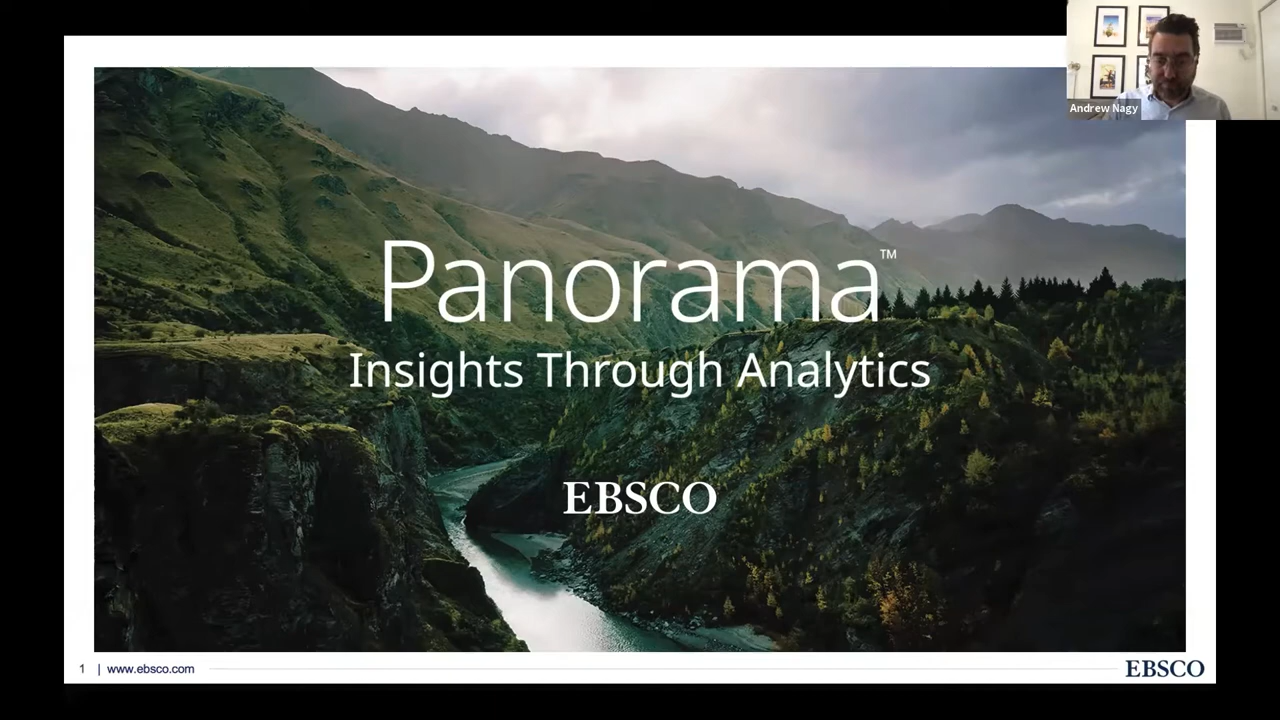 Andrew Nagy
Panorama™
Insights Through Analytics
EBSCO
1 | www.ebsco.com
EBSCO